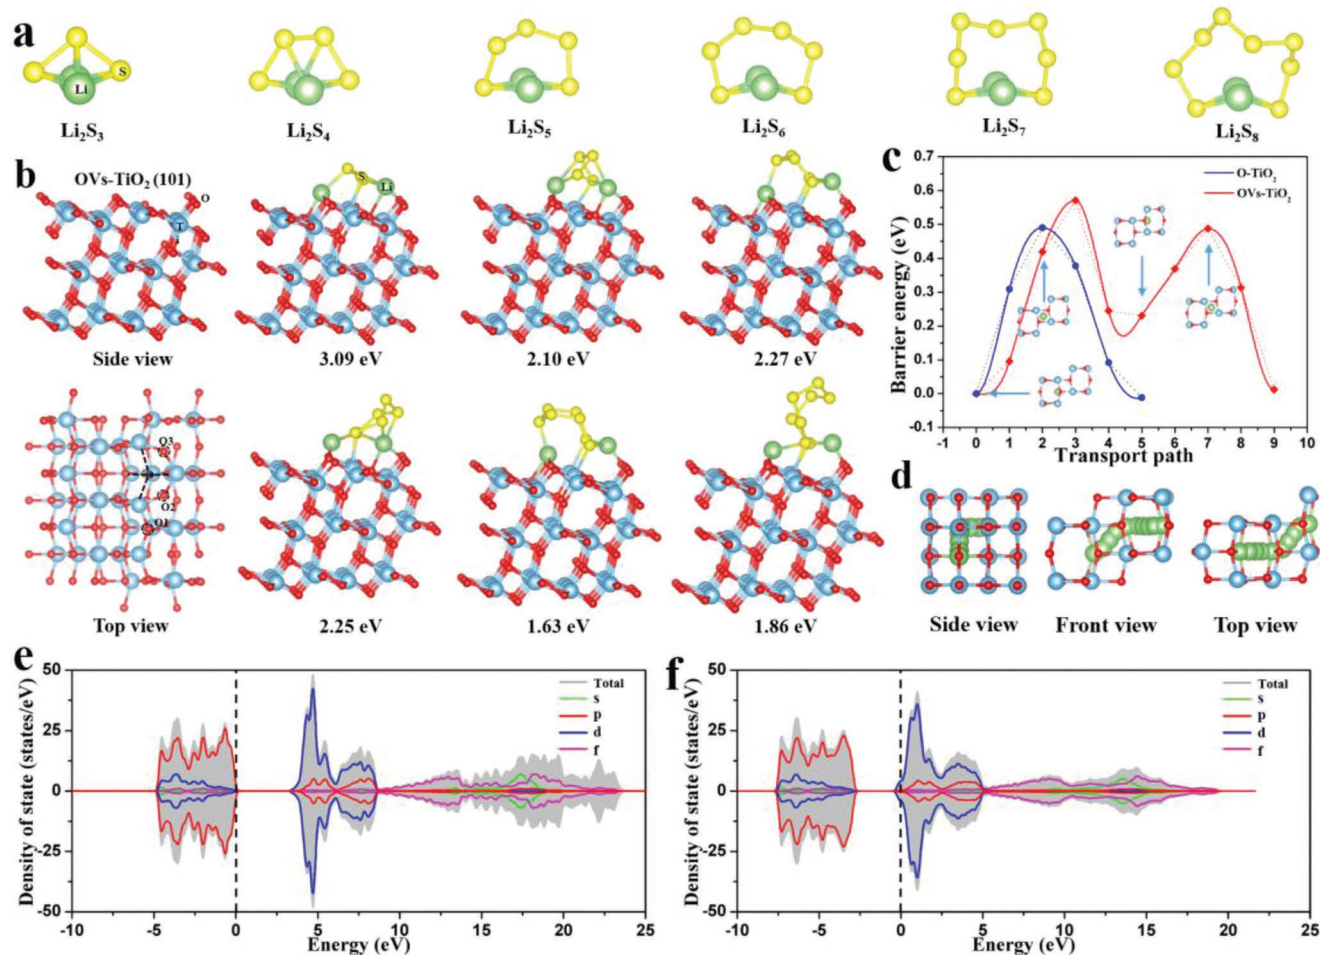 a
S
Li
Li₂S₃
Li₂S₄
Li₂S₅
Li₂S₆
Li₂S₇
Li₂S₈
b
OVs-TiO₂ (101)
O
T
i
S
Li
Side view
3.09 eV
2.10 eV
2.27 eV
O3
O2
O1
Top view
2.25 eV
1.63 eV
1.86 eV
c
Barrier energy (eV)
0.7
0.6
0.5
0.4
0.3
0.2
0.1
0.0
-0.1
O-TiO₂
OVs-TiO₂
-1 0 1 2 3 4 5 6 7 8 9 10
Transport path
d
Side view
Front view
Top view
e
Density of state (states/eV)
50
25
0
-25
-50
Total
s
p
d
f
-10 -5 0 5 10 15 20 25
Energy (eV)
f
Density of state (states/eV)
50
25
0
-25
-50
Total
s
p
d
f
-10 -5 0 5 10 15 20 25
Energy (eV)